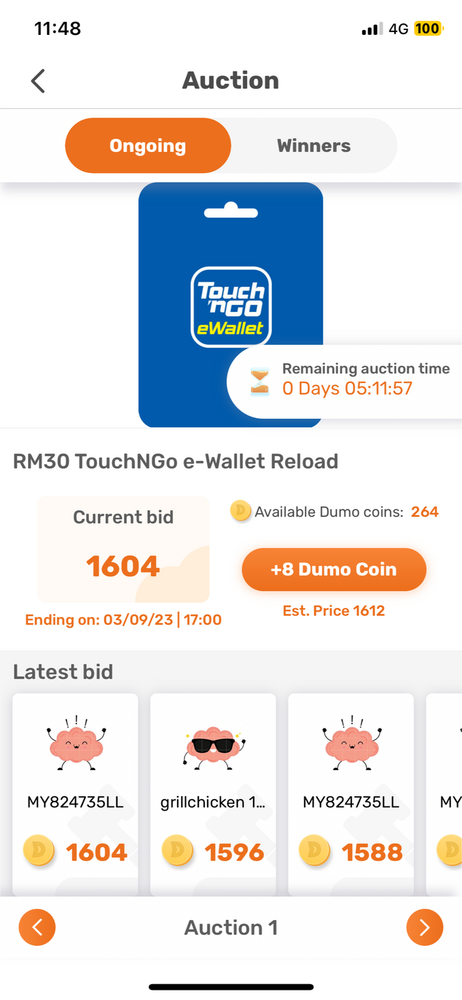 11:48
4G 100
Auction
Ongoing Winners
Touch
'nGO
eWallet
Remaining auction time
0 Days 05:11:57
RM30 TouchNGo e-Wallet Reload
Current bid
1604
Ending on: 03/09/23 | 17:00
Available Dumo coins: 264
+8 Dumo Coin
Est. Price 1612
Latest bid
MY824735LL grillchicken 1... MY824735LL MY
1604 1596 1588
Auction 1